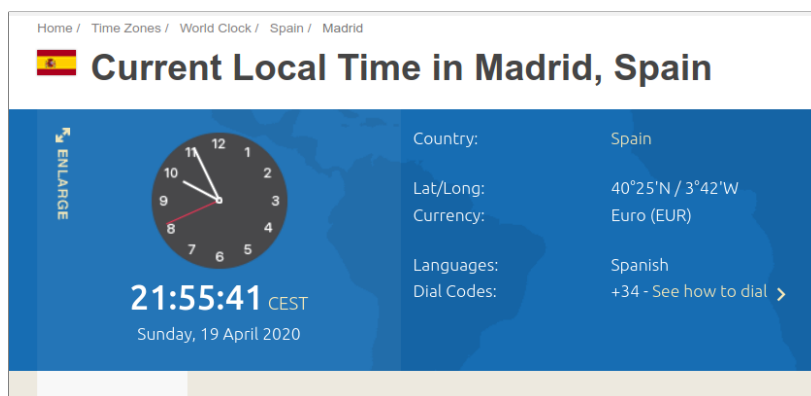 Home / Time Zones / World Clock / Spain / Madrid
Current Local Time in Madrid, Spain
ENLARGE
12
1
2
3
4
5
6
7
8
9
10
11
21:55:41 CEST
Sunday, 19 April 2020
Country: Spain
Lat/Long: 40°25'N / 3°42'W
Currency: Euro (EUR)
Languages: Spanish
Dial Codes: +34 - See how to dial